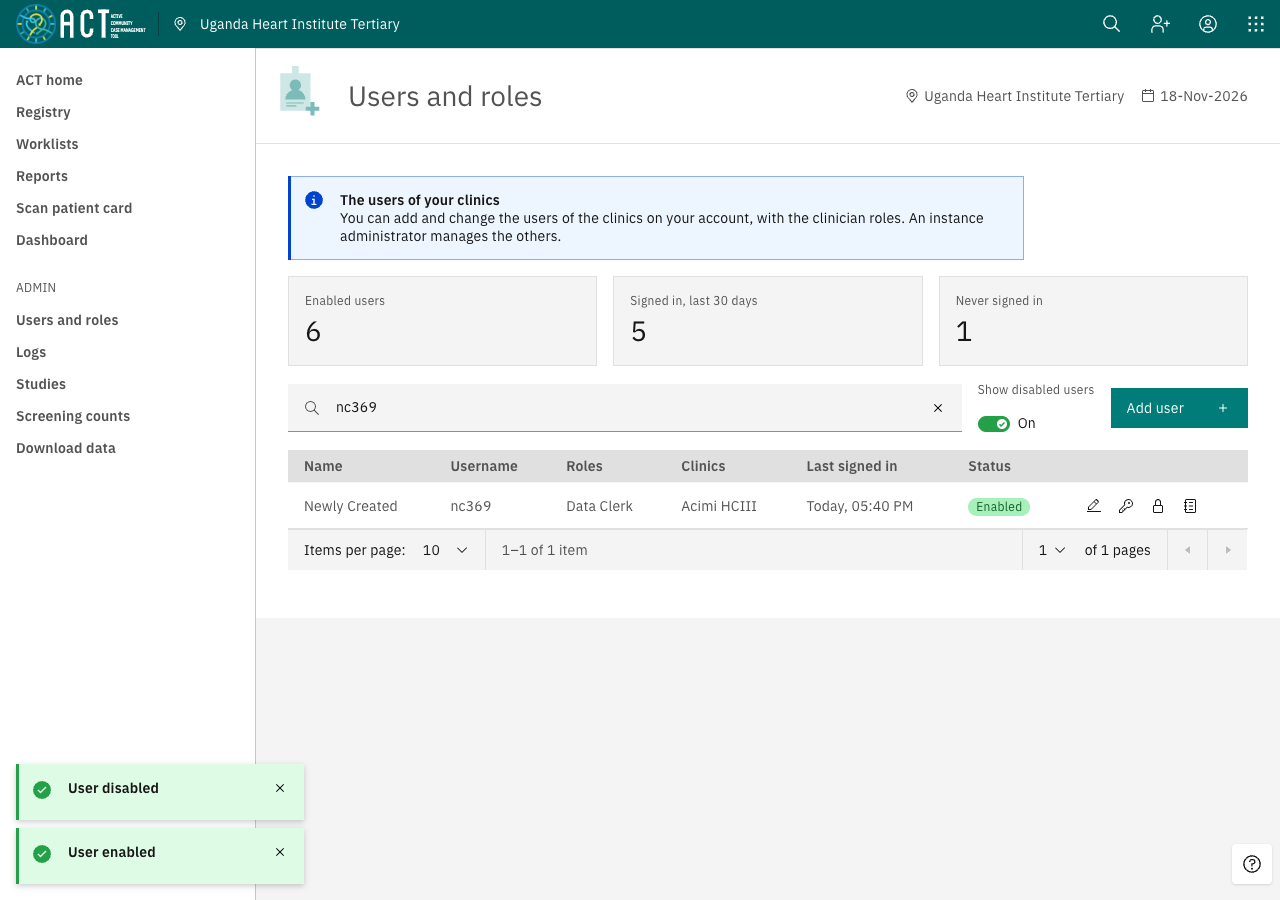 ACT ACTIVE COMMUNITY CASE MANAGEMENT TOOL
Uganda Heart Institute Tertiary
ACT home
Registry
Worklists
Reports
Scan patient card
Dashboard
ADMIN
Users and roles
Logs
Studies
Screening counts
Download data
Users and roles
Uganda Heart Institute Tertiary
18-Nov-2026
The users of your clinics
You can add and change the users of the clinics on your account, with the clinician roles. An instance
administrator manages the others.
Enabled users
6
Signed in, last 30 days
5
Never signed in
1
nc369
Show disabled users
On
Add user
Name Username Roles Clinics Last signed in Status
Newly Created nc369 Data Clerk Acimi HCIII Today, 05:40 PM Enabled
Items per page: 10 1–1 of 1 item 1 of 1 pages
User disabled
User enabled